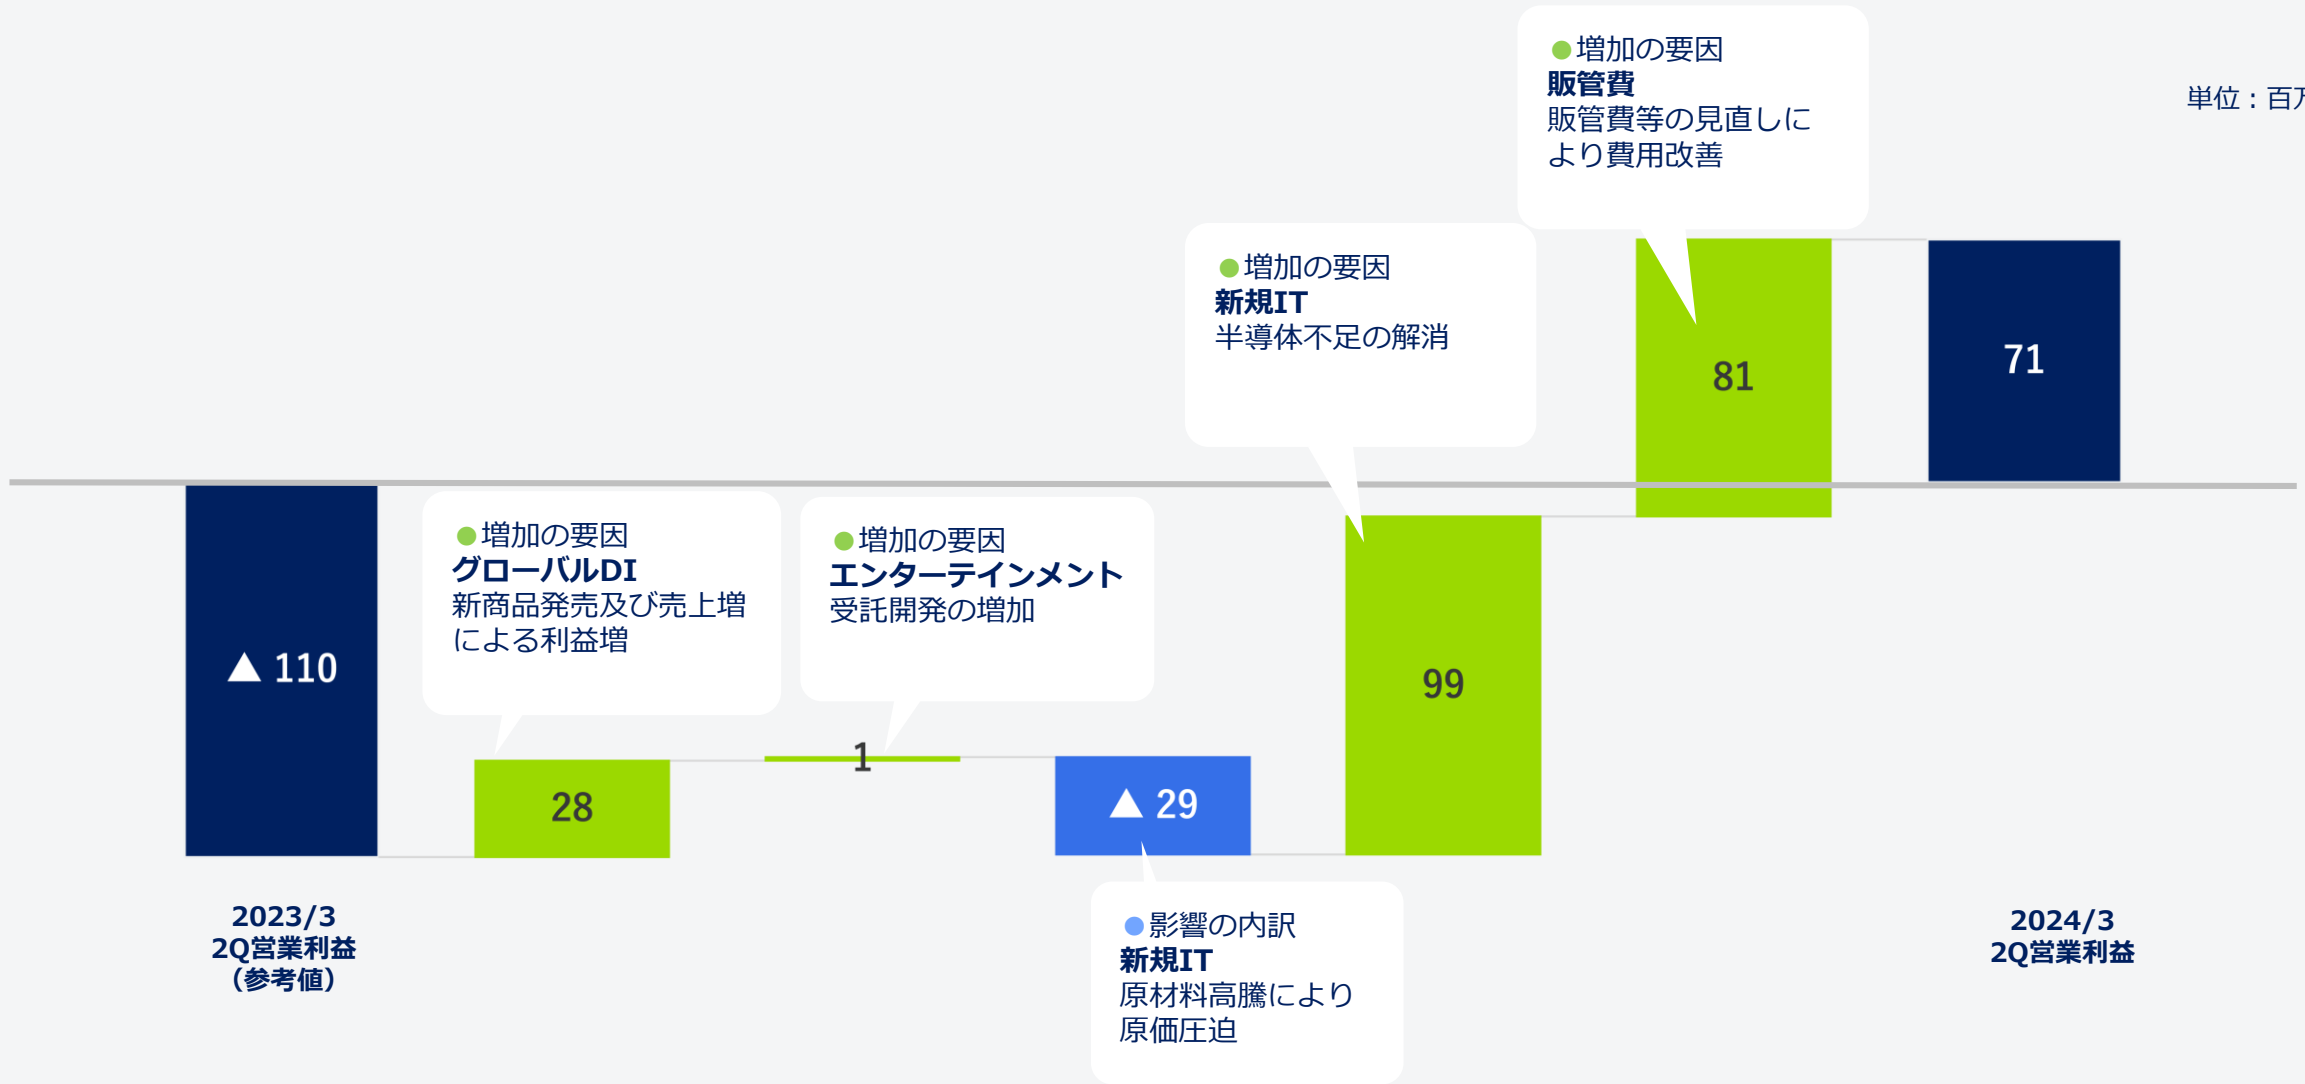 単位：百万
●増加の要因
販管費
販管費等の見直しに
より費用改善
●増加の要因
新規IT
半導体不足の解消
81
71
●増加の要因
グローバルDI
新商品発売及び売上増
による利益増
●増加の要因
エンターテインメント
受託開発の増加
▲ 110
28
1
▲ 29
99
2023/3
2Q営業利益
（参考値）
●影響の内訳
新規IT
原材料高騰により
原価圧迫
2024/3
2Q営業利益